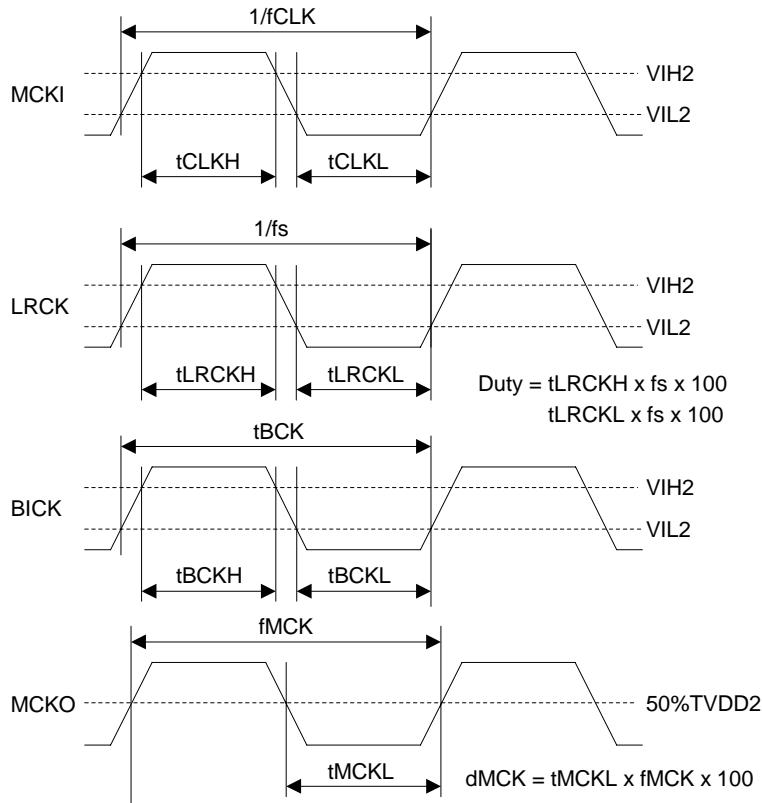 1/fCLK
VIH2
MCKI
VIL2
tCLKH
tCLKL
1/fs
VIH2
LRCK
VIL2
tLRCKH
tLRCKL
Duty = tLRCKH x fs x 100
tLRCKL x fs x 100
tBCK
VIH2
BICK
VIL2
tBCKH
tBCKL
fMCK
MCKO
50%TVDD2
tMCKL
dMCK = tMCKL x fMCK x 100